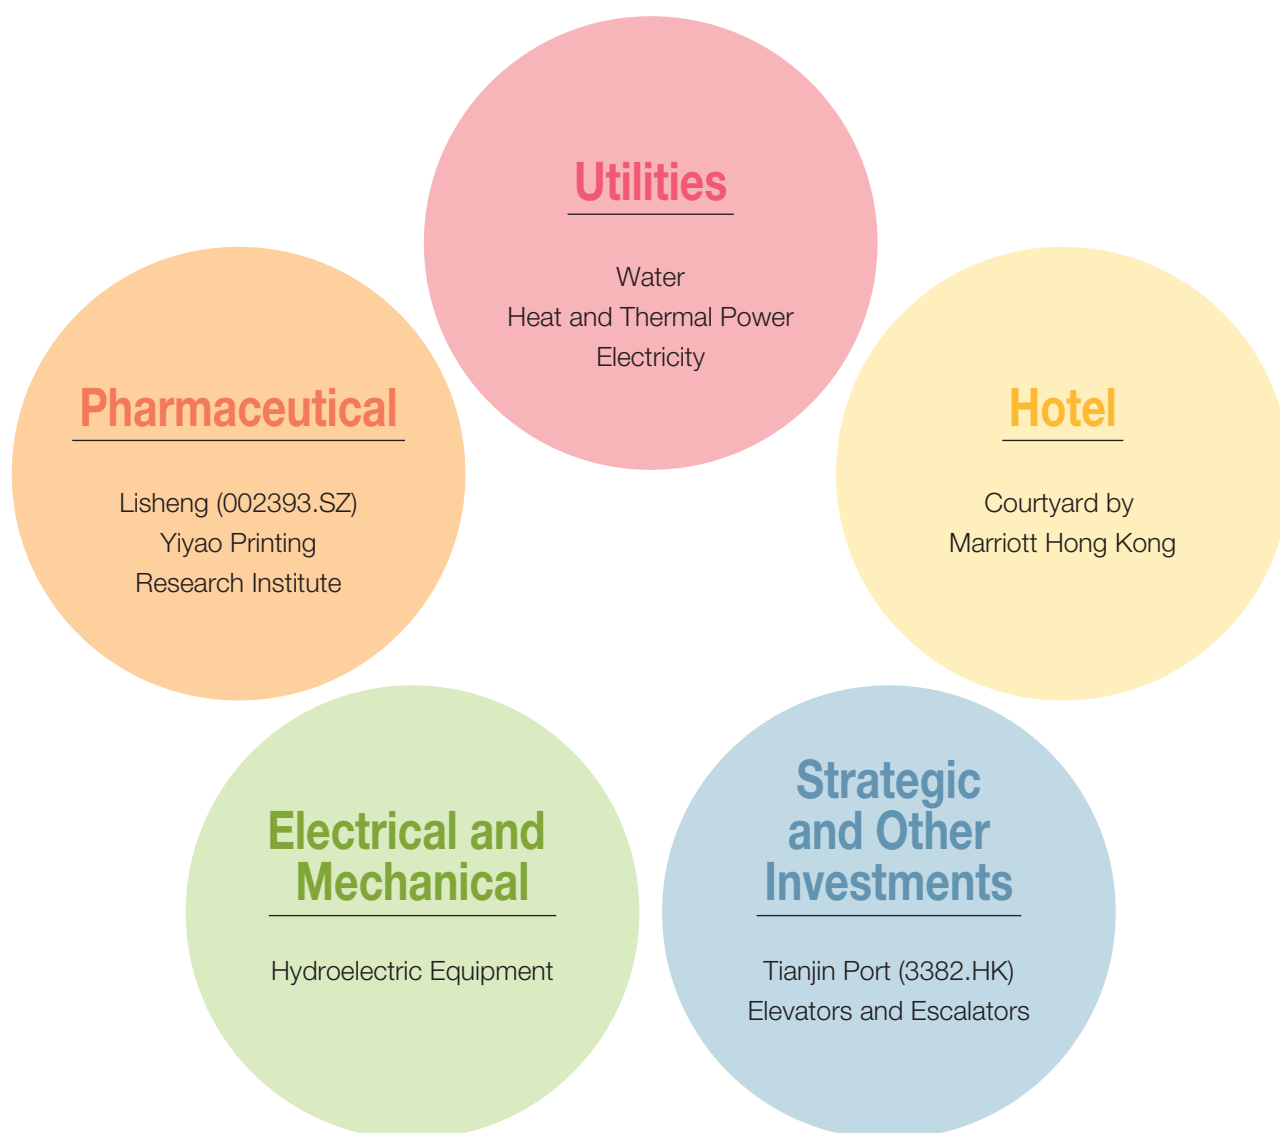 Utilities
Water
Heat and Thermal Power
Electricity
Pharmaceutical
Lisheng (002393.SZ)
Yiyao Printing
Research Institute
Hotel
Courtyard by
Marriott Hong Kong
Electrical and
Mechanical
Hydroelectric Equipment
Strategic
and Other
Investments
Tianjin Port (3382.HK)
Elevators and Escalators